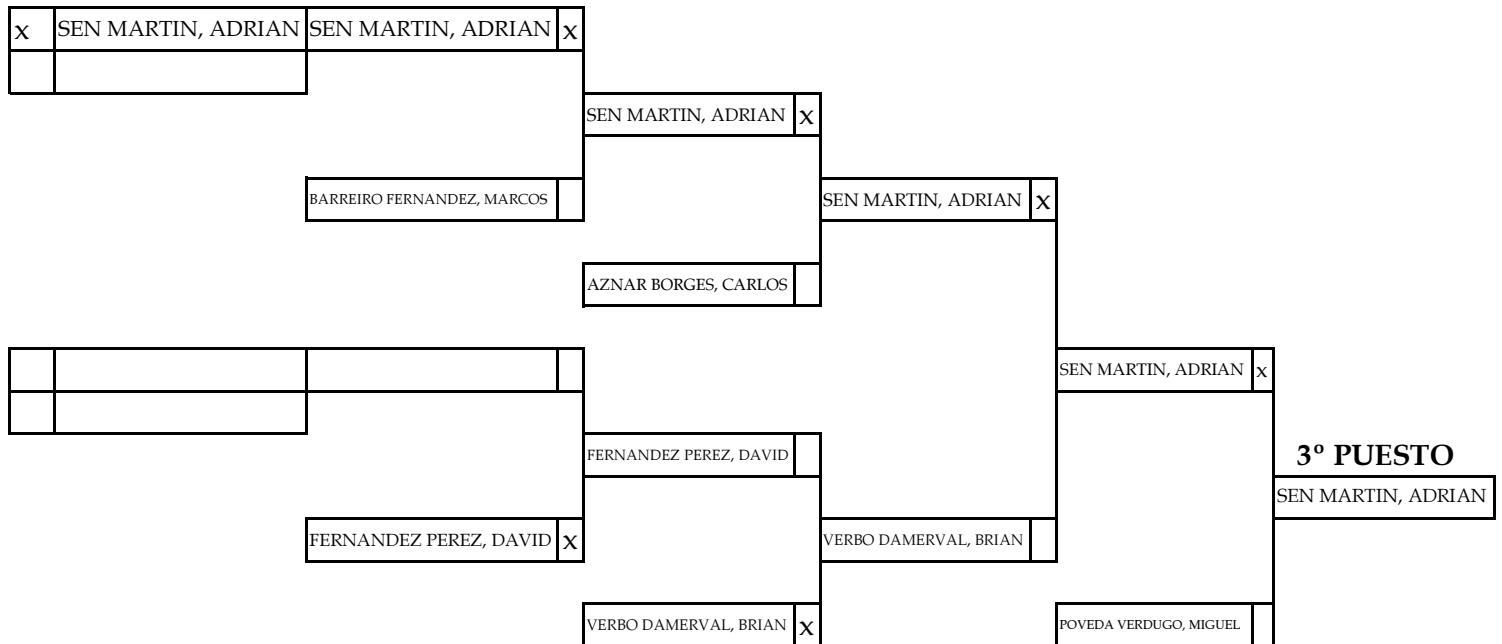 x SEN MARTIN, ADRIAN SEN MARTIN, ADRIAN x
SEN MARTIN, ADRIAN x
BARREIRO FERNANDEZ, MARCOS
SEN MARTIN, ADRIAN x
AZNAR BORGES, CARLOS
SEN MARTIN, ADRIAN x
FERNANDEZ PEREZ, DAVID
3º PUESTO
SEN MARTIN, ADRIAN
FERNANDEZ PEREZ, DAVID x
VERBO DAMERVAL, BRIAN
VERBO DAMERVAL, BRIAN x
POVEDA VERDUGO, MIGUEL